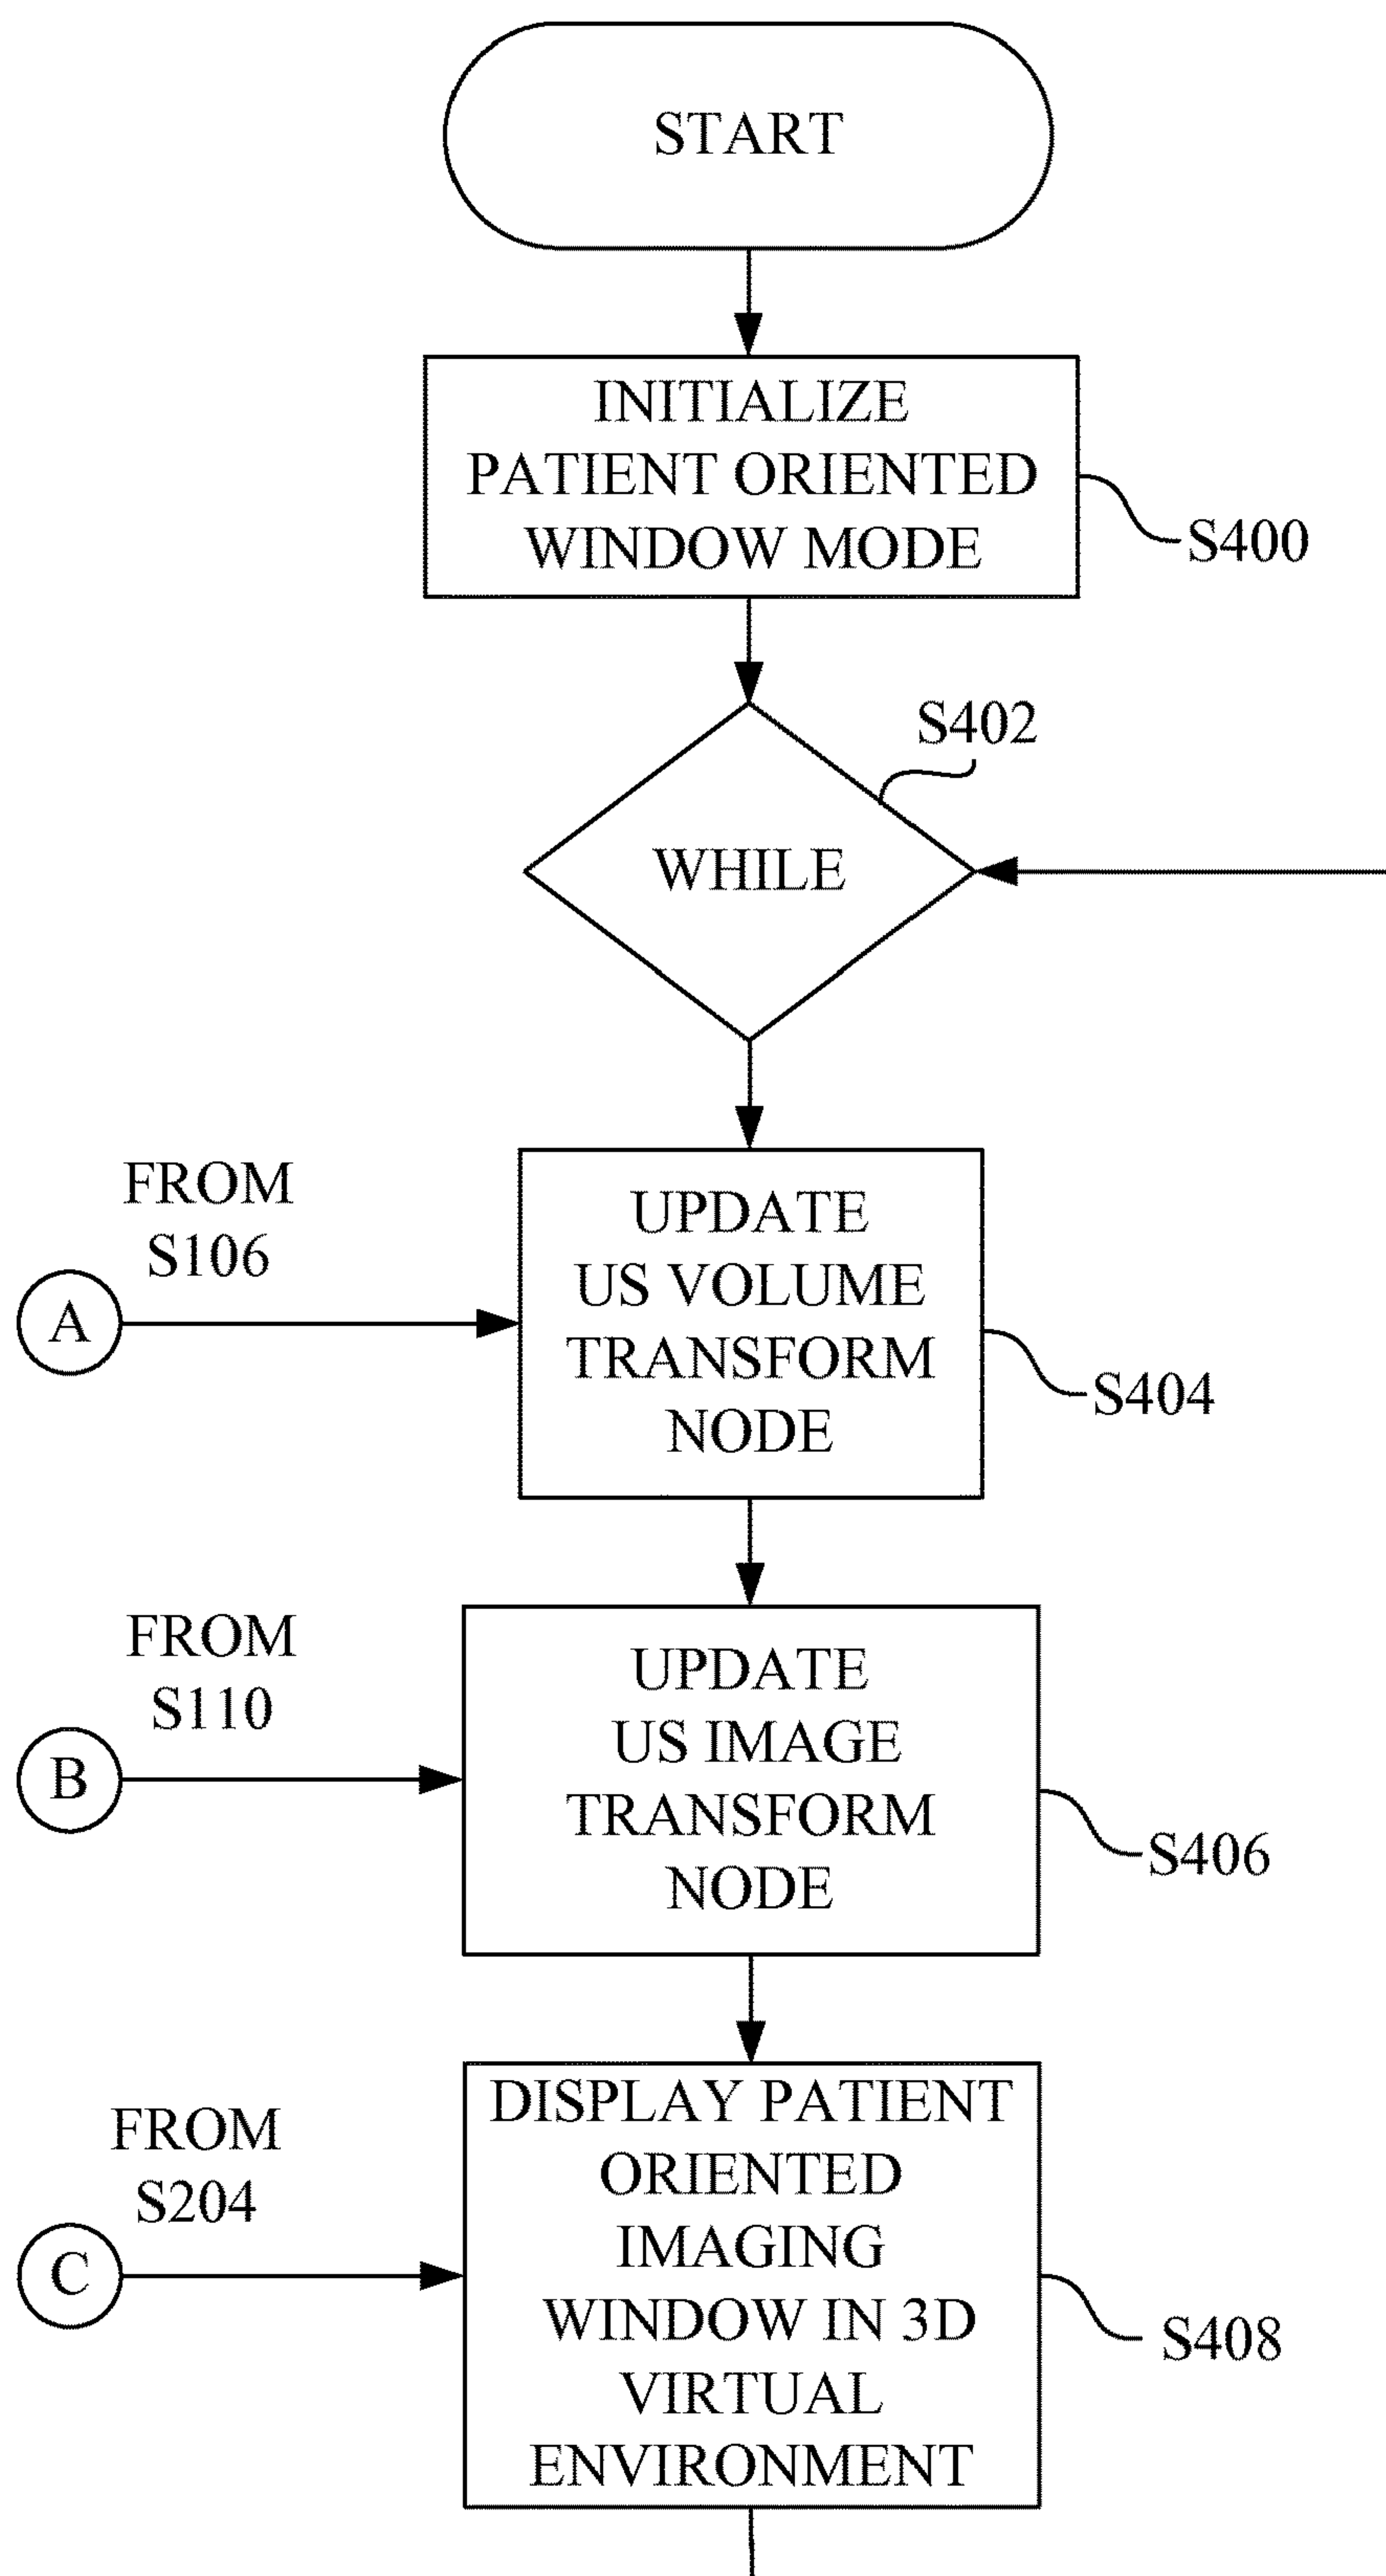 START
INITIALIZE
PATIENT ORIENTED
WINDOW MODE
S400
S402
WHILE
FROM
S106
A
UPDATE
US VOLUME
TRANSFORM
NODE
S404
FROM
S110
B
UPDATE
US IMAGE
TRANSFORM
NODE
S406
FROM
S204
C
DISPLAY PATIENT
ORIENTED
IMAGING
WINDOW IN 3D
VIRTUAL
ENVIRONMENT
S408